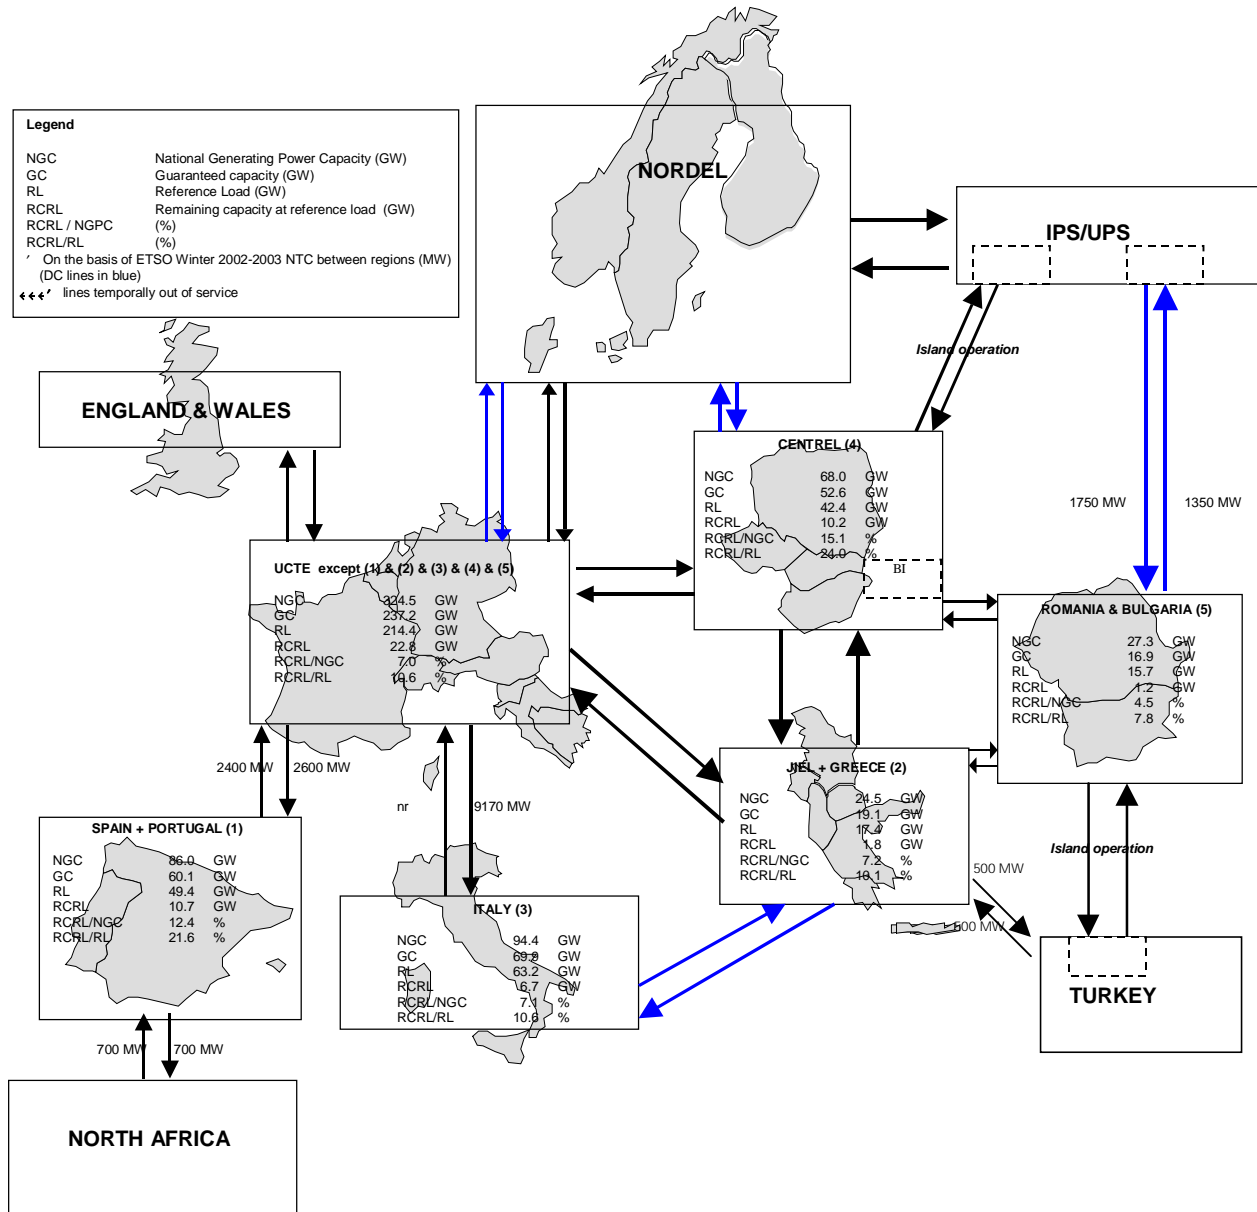 NORDEL
Legend
NGC National Generating Power Capacity (GW)
GC Guaranteed capacity (GW)
RL Reference Load (GW)
RCRL Remaining capacity at reference load (GW)
RCRL / NGPC (%)
RCRL/RL (%)
′ On the basis of ETSO Winter 2002-2003 NTC between regions (MW)
(DC lines in blue)
lines temporally out of service
IPS/UPS
Island operation
ENGLAND & WALES
CENTREL (4)
NGC 68.0 GW
GC 52.6 GW
RL 42.4 GW
RCRL 10.2 GW
RCRL/NGC 15.1 %
RCRL/RL 24.0 %
BI
1750 MW
1350 MW
UCTE except (1) & (2) & (3) & (4) & (5)
NGC 324.5 GW
GC 237.2 GW
RL 214.4 GW
RCRL 22.8 GW
RCRL/NGC 7.0 %
RCRL/RL 10.6 %
ROMANIA & BULGARIA (5)
NGC 27.3 GW
GC 16.9 GW
RL 15.7 GW
RCRL 1.2 GW
RCRL/NGC 4.5 %
RCRL/RL 7.8 %
2400 MW
2600 MW
nr
9170 MW
JIEL + GREECE (2)
NGC 24.5 GW
GC 19.1 GW
RL 17.4 GW
RCRL 1.8 GW
RCRL/NGC 7.2 %
RCRL/RL 10.1 %
SPAIN + PORTUGAL (1)
NGC 86.0 GW
GC 60.1 GW
RL 49.4 GW
RCRL 10.7 GW
RCRL/NGC 12.4 %
RCRL/RL 21.6 %
Island operation
500 MW
500 MW
ITALY (3)
NGC 94.4 GW
GC 69.9 GW
RL 63.2 GW
RCRL 6.7 GW
RCRL/NGC 7.1 %
RCRL/RL 10.6 %
TURKEY
700 MW
700 MW
NORTH AFRICA